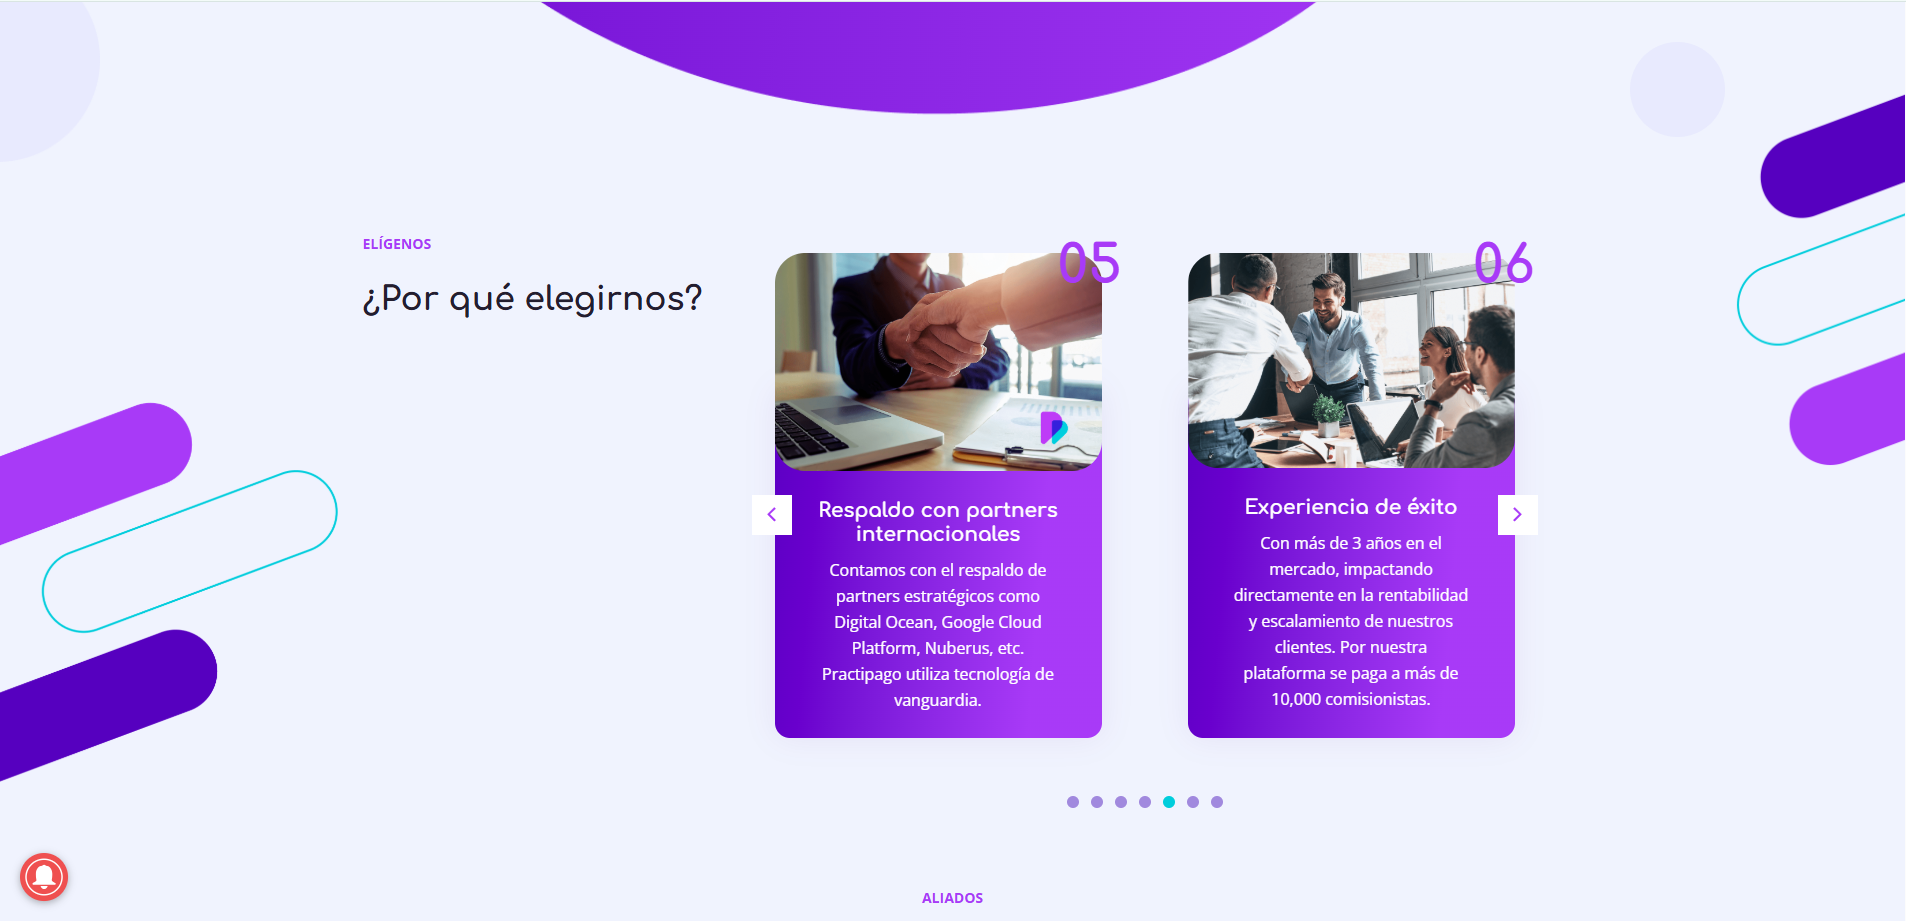 ELÍGENOS
¿Por qué elegirnos?
05
Respaldo con partners
internacionales
Contamos con el respaldo de
partners estratégicos como
Digital Ocean, Google Cloud
Platform, Nuberus, etc.
Practipago utiliza tecnología de
vanguardia.
06
Experiencia de éxito
Con más de 3 años en el
mercado, impactando
directamente en la rentabilidad
y escalamiento de nuestros
clientes. Por nuestra
plataforma se paga a más de
10,000 comisionistas.
ALIADOS